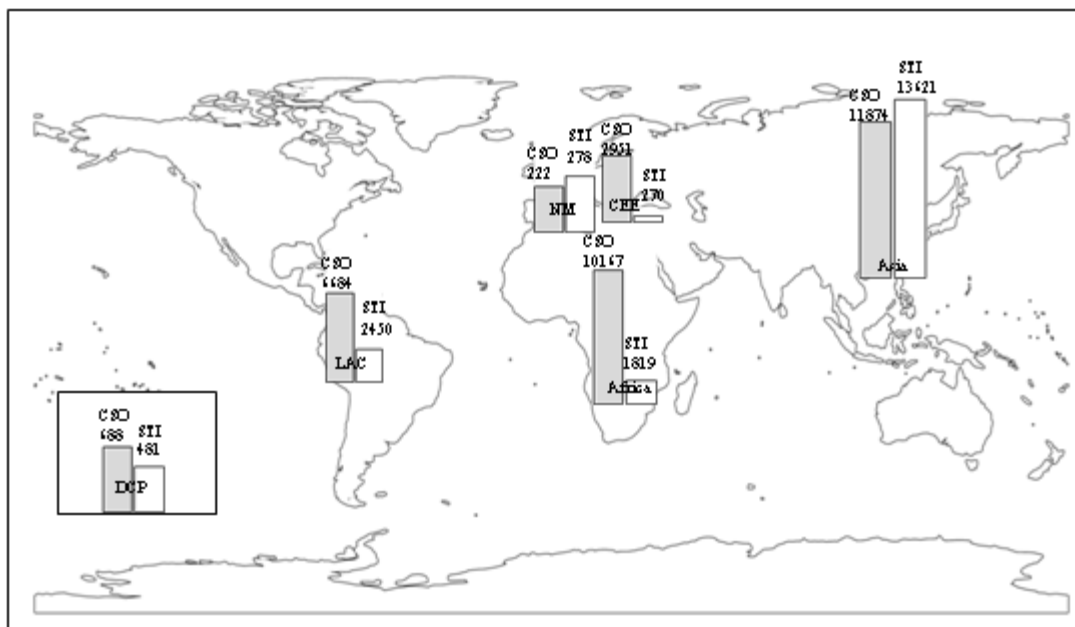 STI
13621
CSO
11874
Asia
CSO
2951
STI
278
CSO
222
STI
270
NM
CEE
CSO
10167
CSO
6684
STI
2450
LAC
STI
1819
Africa
CSO
688
STI
481
DCP